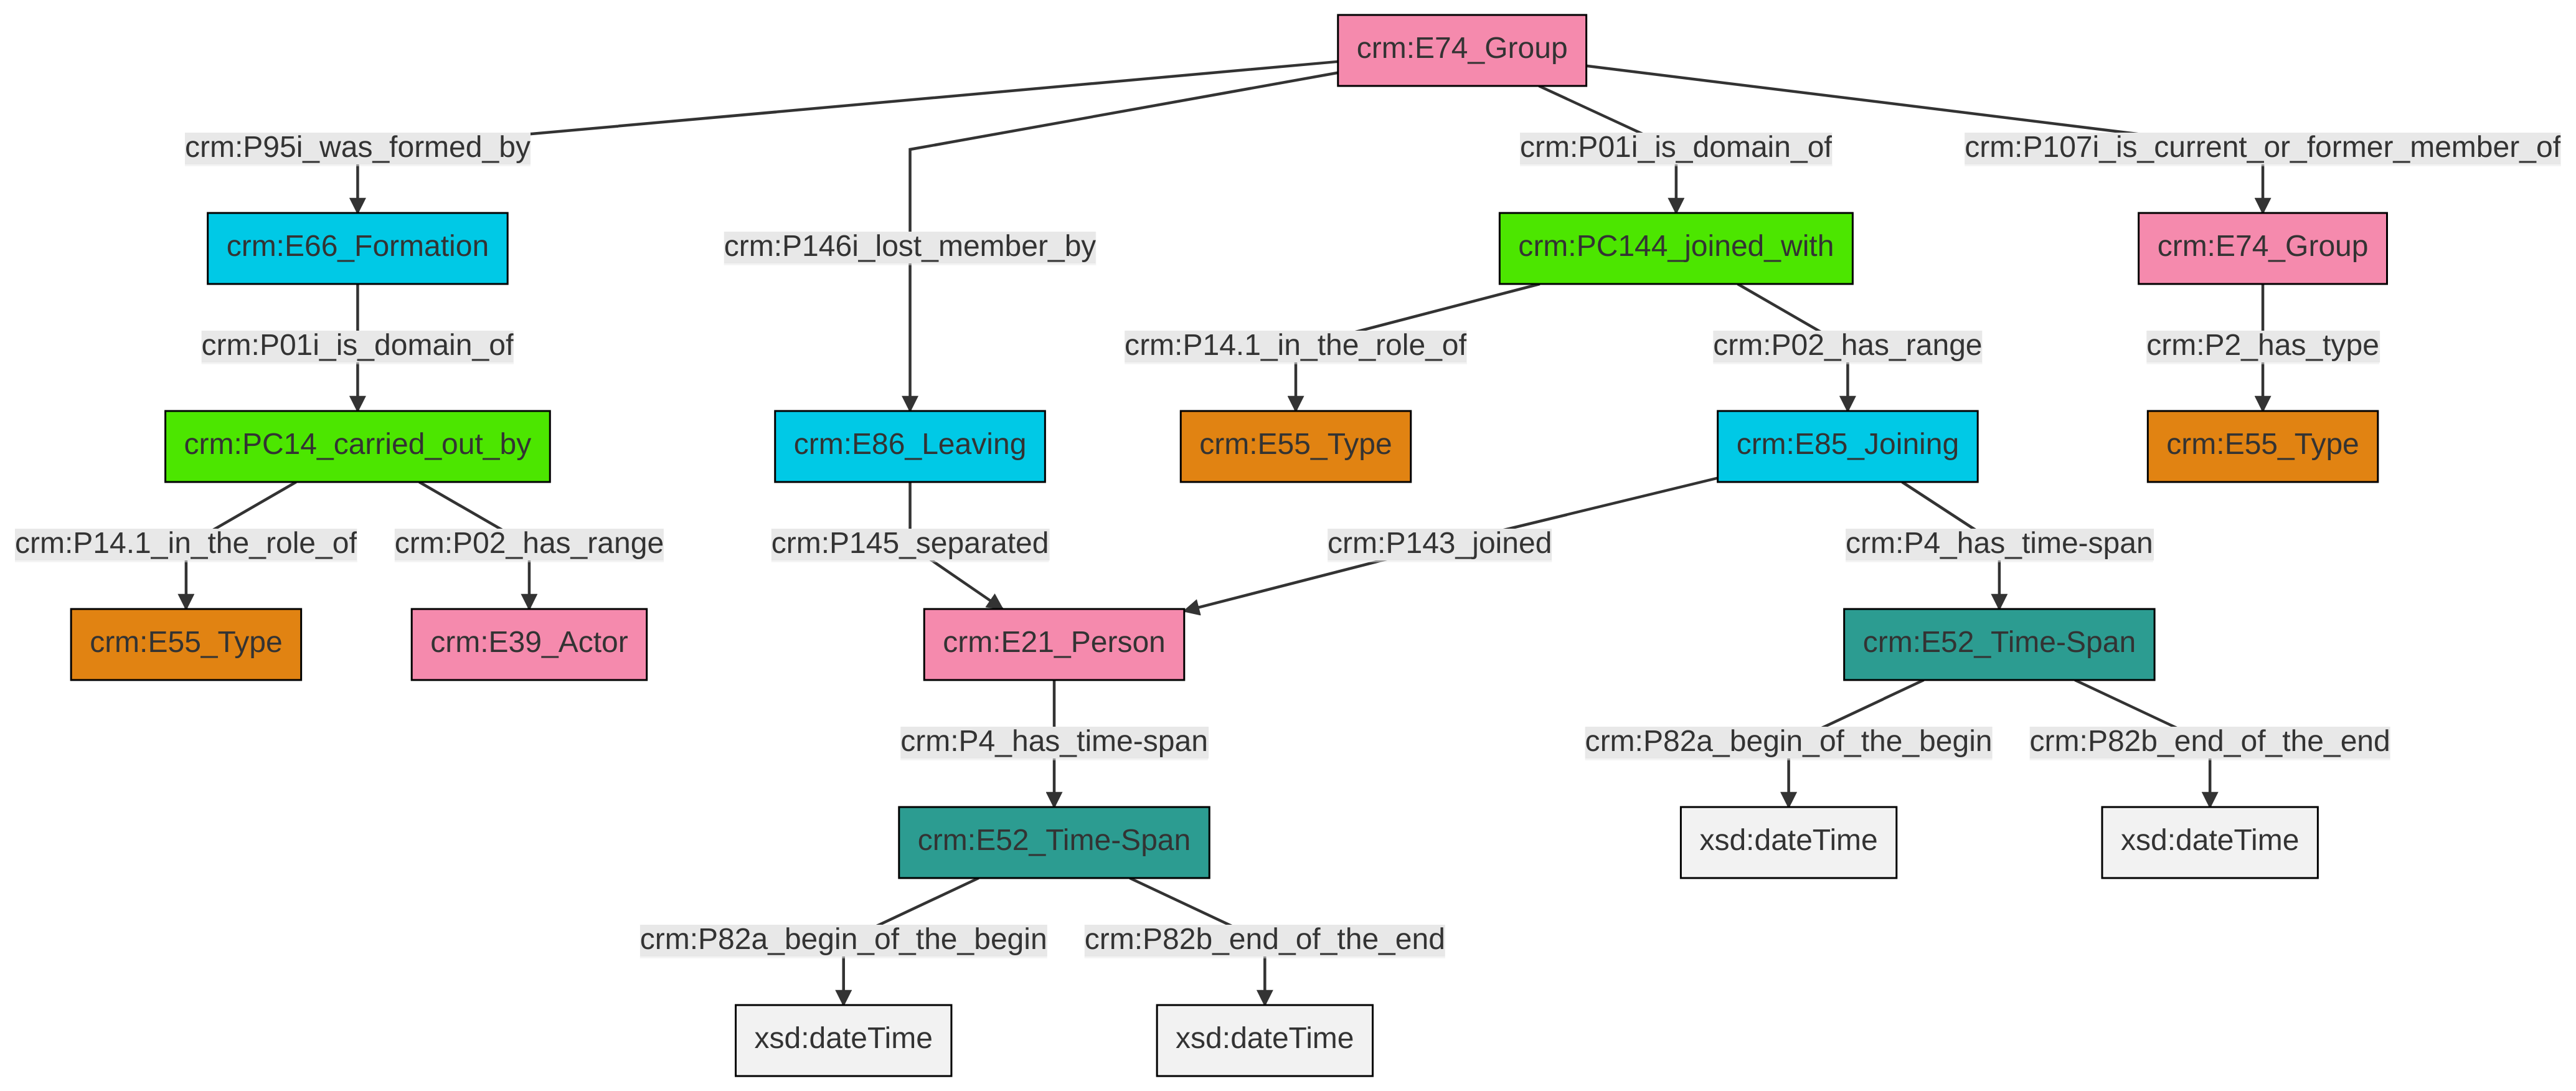 crm:E74_Group
crm:P95i_was_formed_by
crm:P01i_is_domain_of
crm:P107i_is_current_or_former_member_of
crm:E66_Formation
crm:P146i_lost_member_by
crm:PC144_joined_with
crm:E74_Group
crm:P01i_is_domain_of
crm:P14.1_in_the_role_of
crm:P02_has_range
crm:P2_has_type
crm:PC14_carried_out_by
crm:E86_Leaving
crm:E55_Type
crm:E85_Joining
crm:E55_Type
crm:P14.1_in_the_role_of
crm:P02_has_range
crm:P145_separated
crm:P143_joined
crm:P4_has_time-span
crm:E55_Type
crm:E39_Actor
crm:E21_Person
crm:E52_Time-Span
crm:P4_has_time-span
crm:P82a_begin_of_the_begin
crm:P82b_end_of_the_end
crm:E52_Time-Span
xsd:dateTime
xsd:dateTime
crm:P82a_begin_of_the_begin
crm:P82b_end_of_the_end
xsd:dateTime
xsd:dateTime